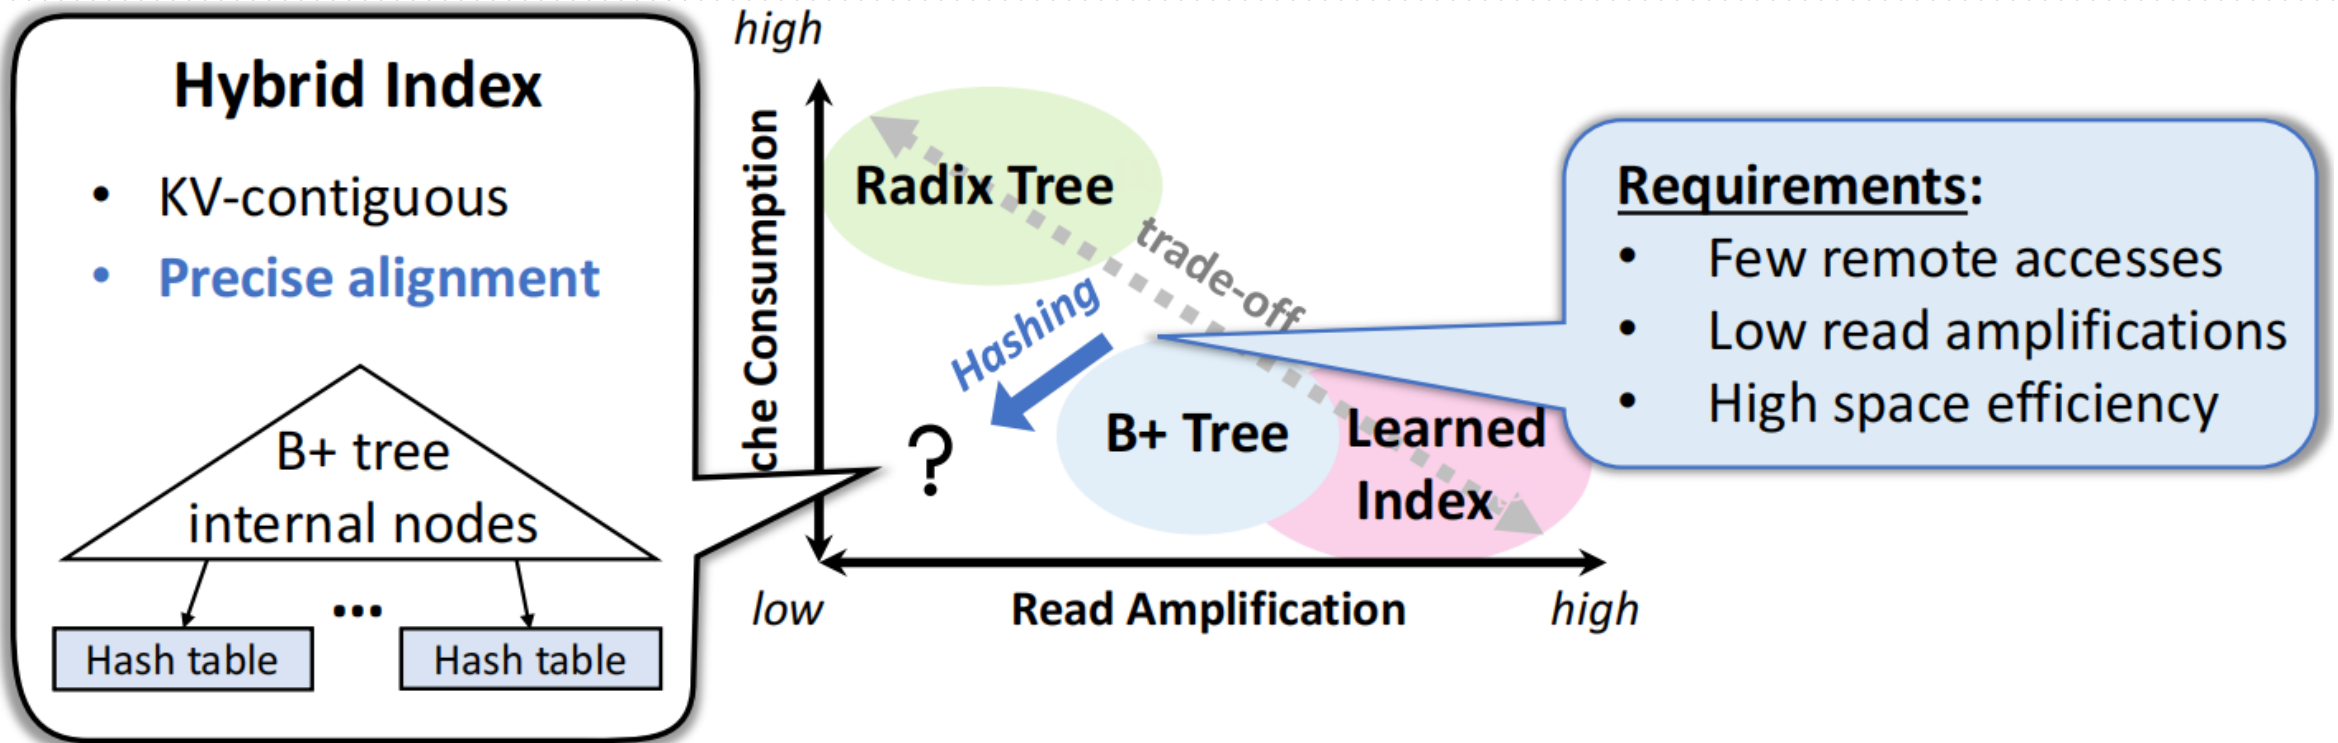 Hybrid Index
• KV-contiguous
• Precise alignment
B+ tree
internal nodes
...
Hash table
Hash table
high
che Consumption
Radix Tree
trade-off
Hashing
?
B+ Tree
Learned
Index
low
Read Amplification
high
Requirements:
• Few remote accesses
• Low read amplifications
• High space efficiency